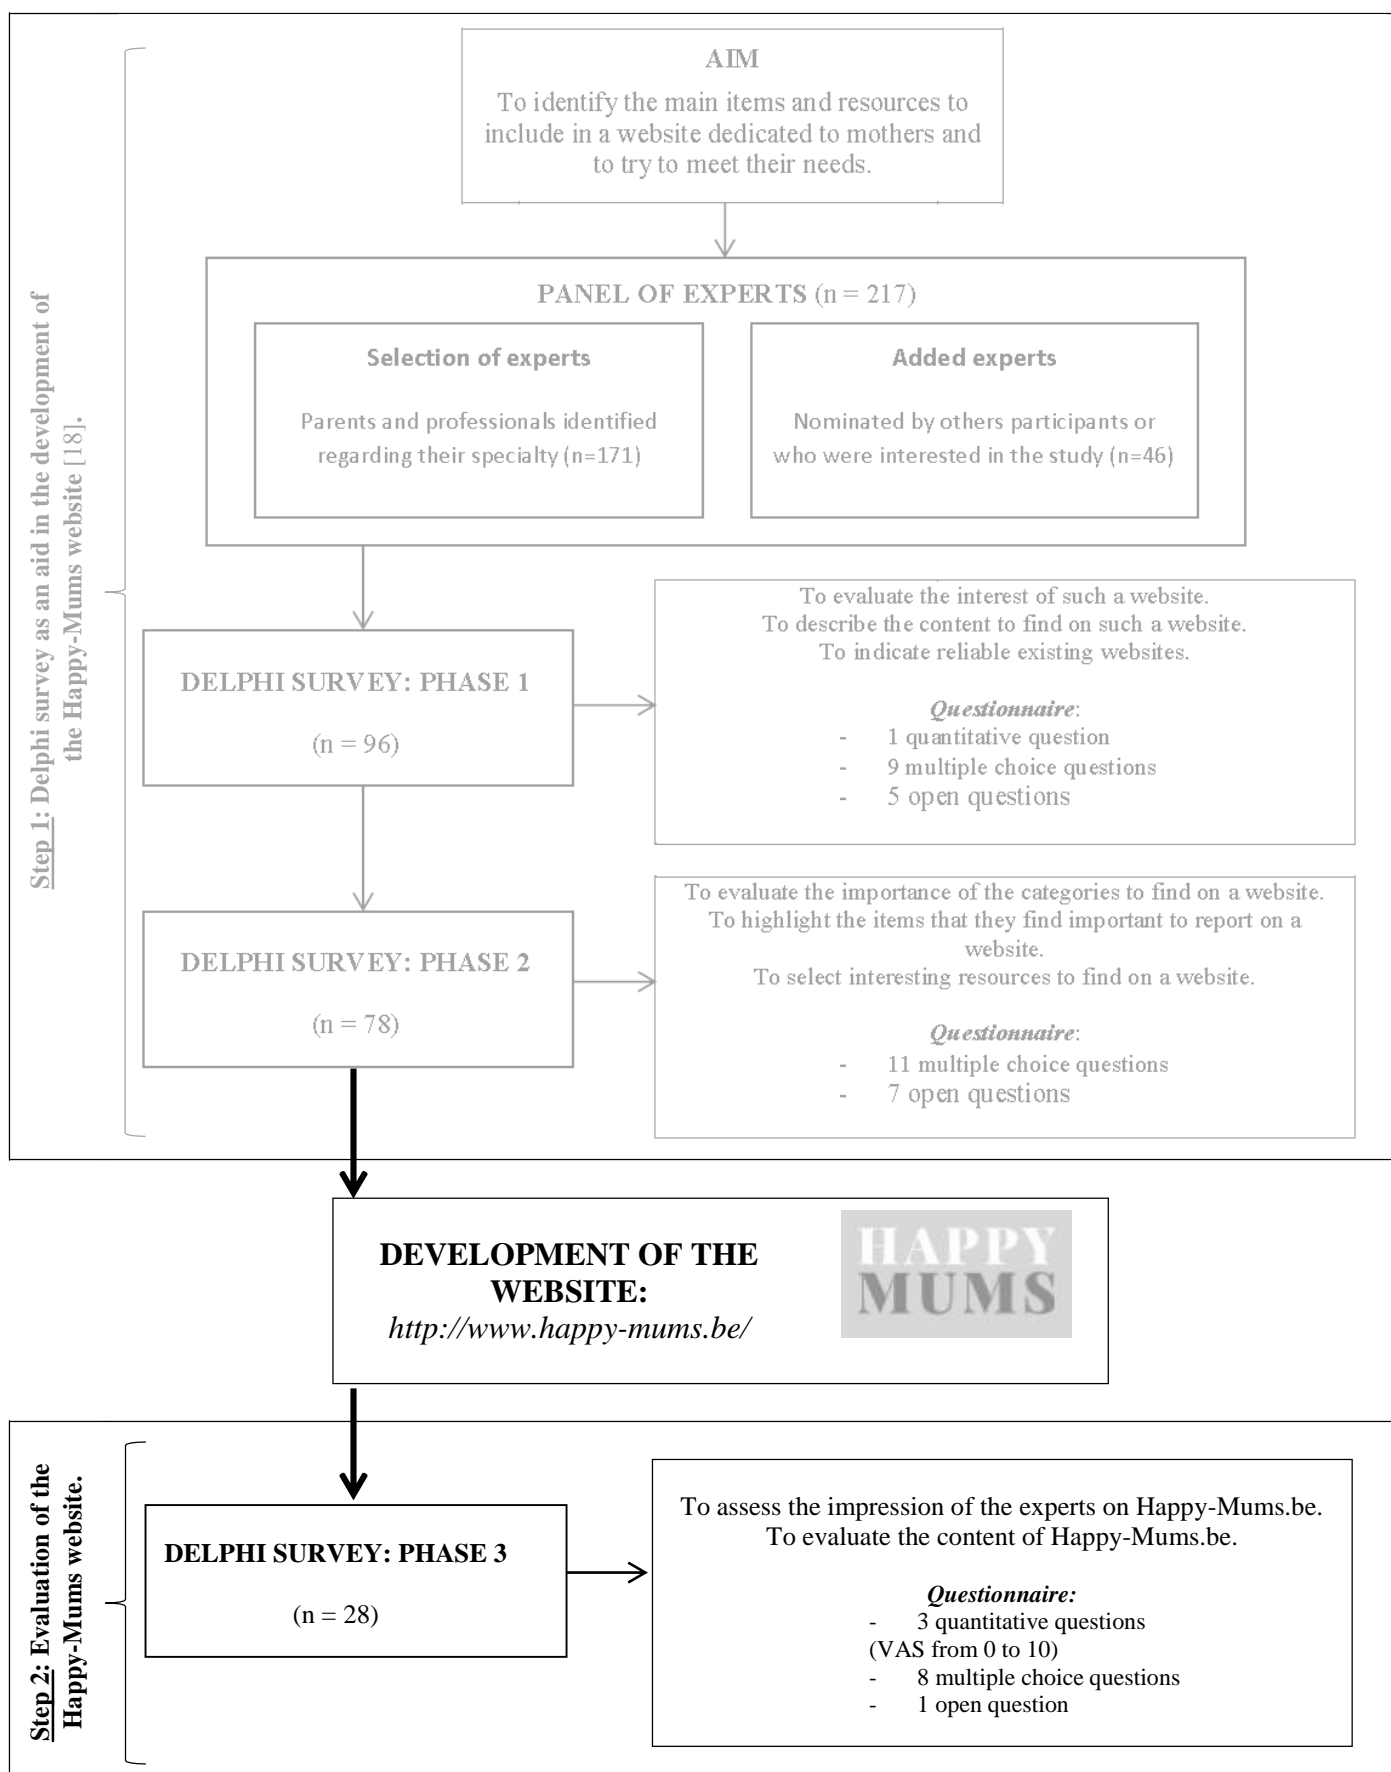 AIM
To identify the main items and resources to
include in a website dedicated to mothers and
to try to meet their needs.
PANEL OF EXPERTS (n = 217)
Selection of experts
Parents and professionals identified
regarding their specialty (n=171)
Added experts
Nominated by others participants or
who were interested in the study (n=46)
Step 1: Delphi survey as an aid in the development of
the Happy-Mums website [18].
DELPHI SURVEY: PHASE 1
(n = 96)
To evaluate the interest of such a website.
To describe the content to find on such a website.
To indicate reliable existing websites.
Questionnaire:
- 1 quantitative question
- 9 multiple choice questions
- 5 open questions
DELPHI SURVEY: PHASE 2
(n = 78)
To evaluate the importance of the categories to find on a website.
To highlight the items that they find important to report on a
website.
To select interesting resources to find on a website.
Questionnaire:
- 11 multiple choice questions
- 7 open questions
DEVELOPMENT OF THE
WEBSITE:
http://www.happy-mums.be/
HAPPY
MUMS
Step 2: Evaluation of the
Happy-Mums website.
DELPHI SURVEY: PHASE 3
(n = 28)
To assess the impression of the experts on Happy-Mums.be.
To evaluate the content of Happy-Mums.be.
Questionnaire:
- 3 quantitative questions
(VAS from 0 to 10)
- 8 multiple choice questions
- 1 open question